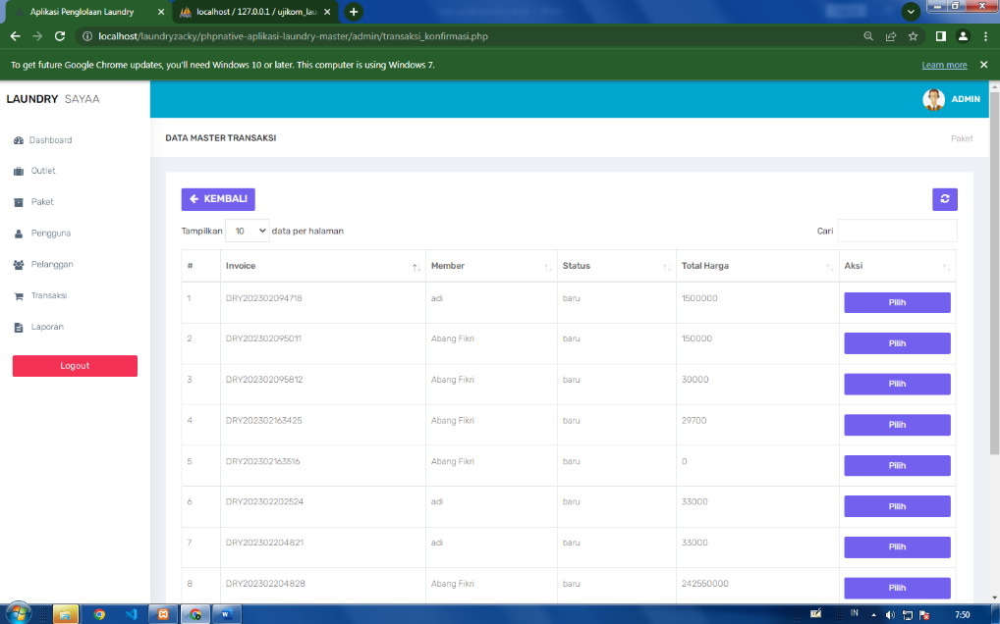 Aplikasi Penglolaan Laundry
localhost / 127.0.0.1 / ujikom_lau
localhost/laundryzacky/phpnative-aplikasi-laundry-master/admin/transaksi_konfirmasi.php
To get future Google Chrome updates, you'll need Windows 10 or later. This computer is using Windows 7.
Learn more
LAUNDRY SAYAA
ADMIN
DATA MASTER TRANSAKSI
Paket
Dashboard
Outlet
Paket
Pengguna
Pelanggan
Transaksi
Laporan
Logout
KEMBALI
Tampilkan 10 data per halaman
Cari
# Invoice Member Status Total Harga Aksi
1 DRY202302094718 adi baru 1500000 Pilih
2 DRY202302095011 Abang Fikri baru 150000 Pilih
3 DRY202302095812 Abang Fikri baru 30000 Pilih
4 DRY202302163425 Abang Fikri baru 29700 Pilih
5 DRY202302163516 Abang Fikri baru 0 Pilih
6 DRY202302202524 adi baru 33000 Pilih
7 DRY202302204821 adi baru 33000 Pilih
8 DRY202302204828 Abang Fikri baru 242550000 Pilih
IN
7:50